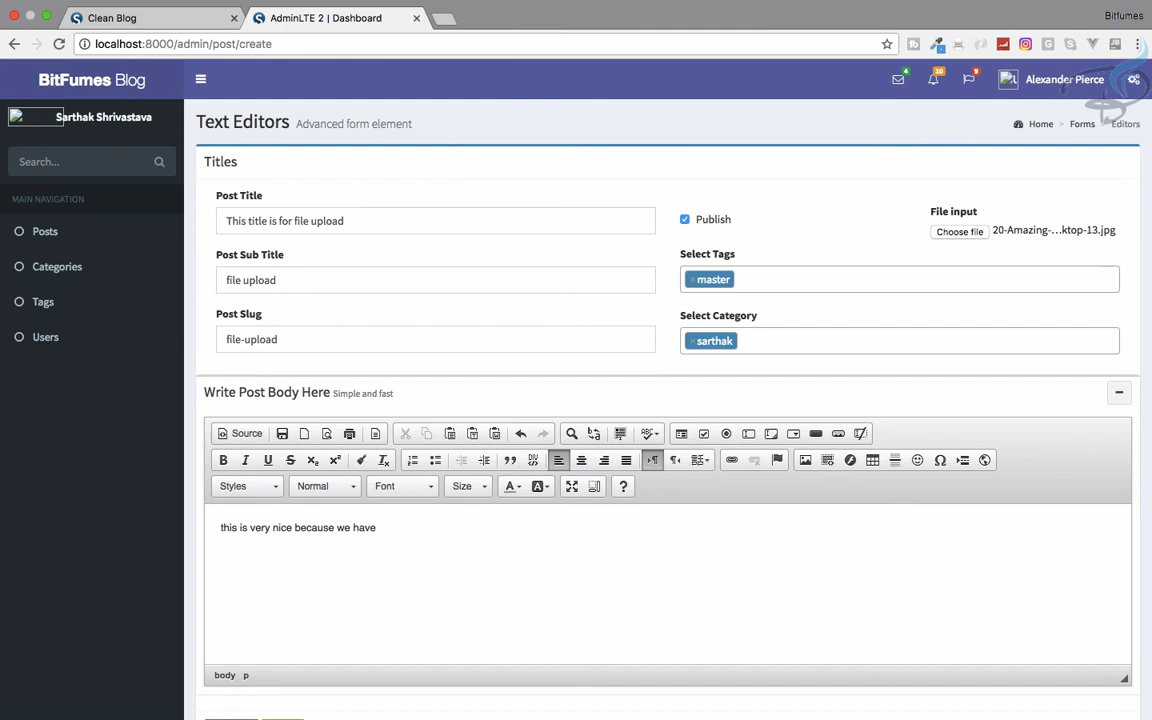 Clean Blog
AdminLTE 2 | Dashboard
Bitfumes
localhost:8000/admin/post/create
BitFumes Blog
4
10
9
Alexander Pierce
Sarthak Shrivastava
Text Editors Advanced form element
Home > Forms > Editors
Search...
Titles
MAIN NAVIGATION
Posts
Categories
Tags
Users
Post Title
This title is for file upload
Publish
File input
Choose file 20-Amazing-...ktop-13.jpg
Post Sub Title
file upload
Select Tags
×master
Post Slug
file-upload
Select Category
×sarthak
Write Post Body Here Simple and fast
Source
Styles Normal Font Size
this is very nice because we have
body p